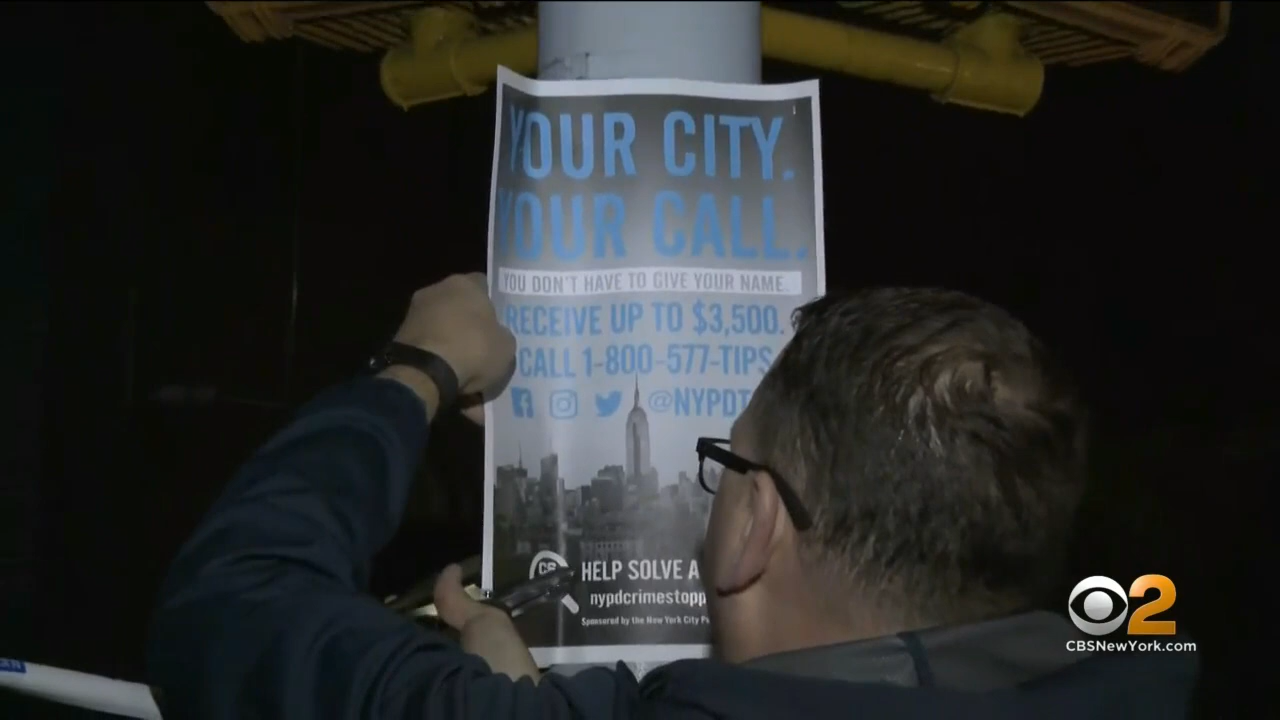 YOUR CITY.
YOUR CALL.
YOU DON'T HAVE TO GIVE YOUR NAME.
RECEIVE UP TO $3,500.
CALL 1-800-577-TIPS
@NYPDT
CS
HELP SOLVE A
nypdcrimestopp
Sponsored by the New York City
2
CBSNewYork.com